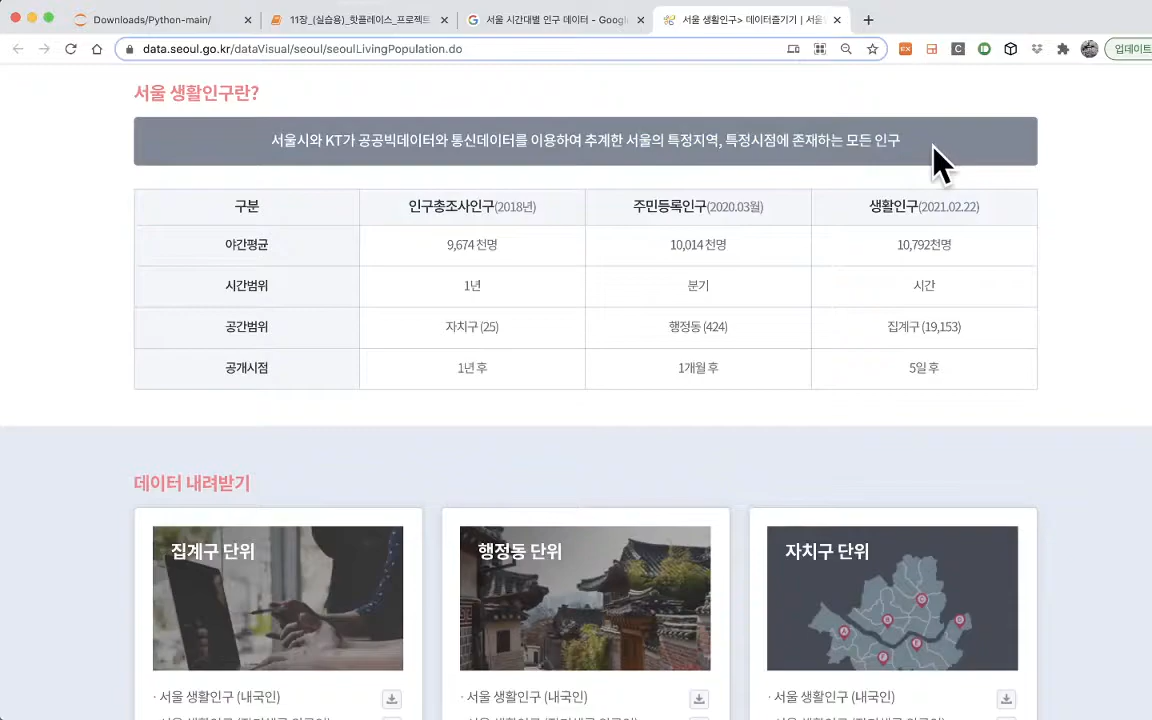 Downloads/Python-main/
11장_(실습용)_핫플레이스_프로젝트
서울 시간대별 인구 데이터 - Googl
서울 생활인구> 데이터즐기기 | 서울
data.seoul.go.kr/dataVisual/seoul/seoulLivingPopulation.do
업데이트
서울 생활인구란?
서울시와 KT가 공공빅데이터와 통신데이터를 이용하여 추계한 서울의 특정지역, 특정시점에 존재하는 모든 인구
구분 인구총조사인구(2018년) 주민등록인구(2020.03월) 생활인구(2021.02.22)
야간평균 9,674 천명 10,014 천명 10,792천명
시간범위 1년 분기 시간
공간범위 자치구 (25) 행정동 (424) 집계구 (19,153)
공개시점 1년 후 1개월 후 5일 후
데이터 내려받기
집계구 단위 행정동 단위 자치구 단위
· 서울 생활인구 (내국인) · 서울 생활인구 (내국인) · 서울 생활인구 (내국인)